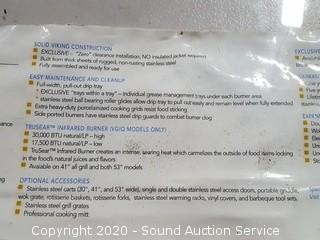 SOLID VIKING CONSTRUCTION
• EXCLUSIVE – "Zero" clearance installation; NO insulated jacket required
• Built from thick sheets of rugged, non-rusting stainless steel
• Fully assembled and ready for use
EASY MAINTENANCE AND CLEANUP
• Full-width, pull-out drip tray
* EXCLUSIVE "trays within a tray" – individual grease management trays under each burner area
* stainless steel ball bearing roller glides allow drip tray to pull out easily and remain level when fully extended
• Extra heavy-duty porcelainized cooking grids resist sticking
• Side ported burners have stainless steel drip guards to combat burner clog
TRUSEAR™ INFRARED BURNER (VGIQ MODELS ONLY)
• 30,000 BTU natural/LP – high
• 17,500 BTU natural/LP – low
• TruSear™ Infrared Burner creates an intense, searing heat which carmelizes the outside of food items locking
in the food's natural juices and flavors
• Available on 41" all grill and both 53" models
OPTIONAL ACCESSORIES
• Stainless steel carts (30", 41", and 53" wide), single and double stainless steel access doors, portable griddle,
wok grate, rotisserie baskets, rotisserie forks, stainless steel warming racks, vinyl covers, and barbeque tool sets.
• Stainless steel grill grates
• Professional cooking mitt
EXCLUS
Copyright 2020 - Sound Auction Service